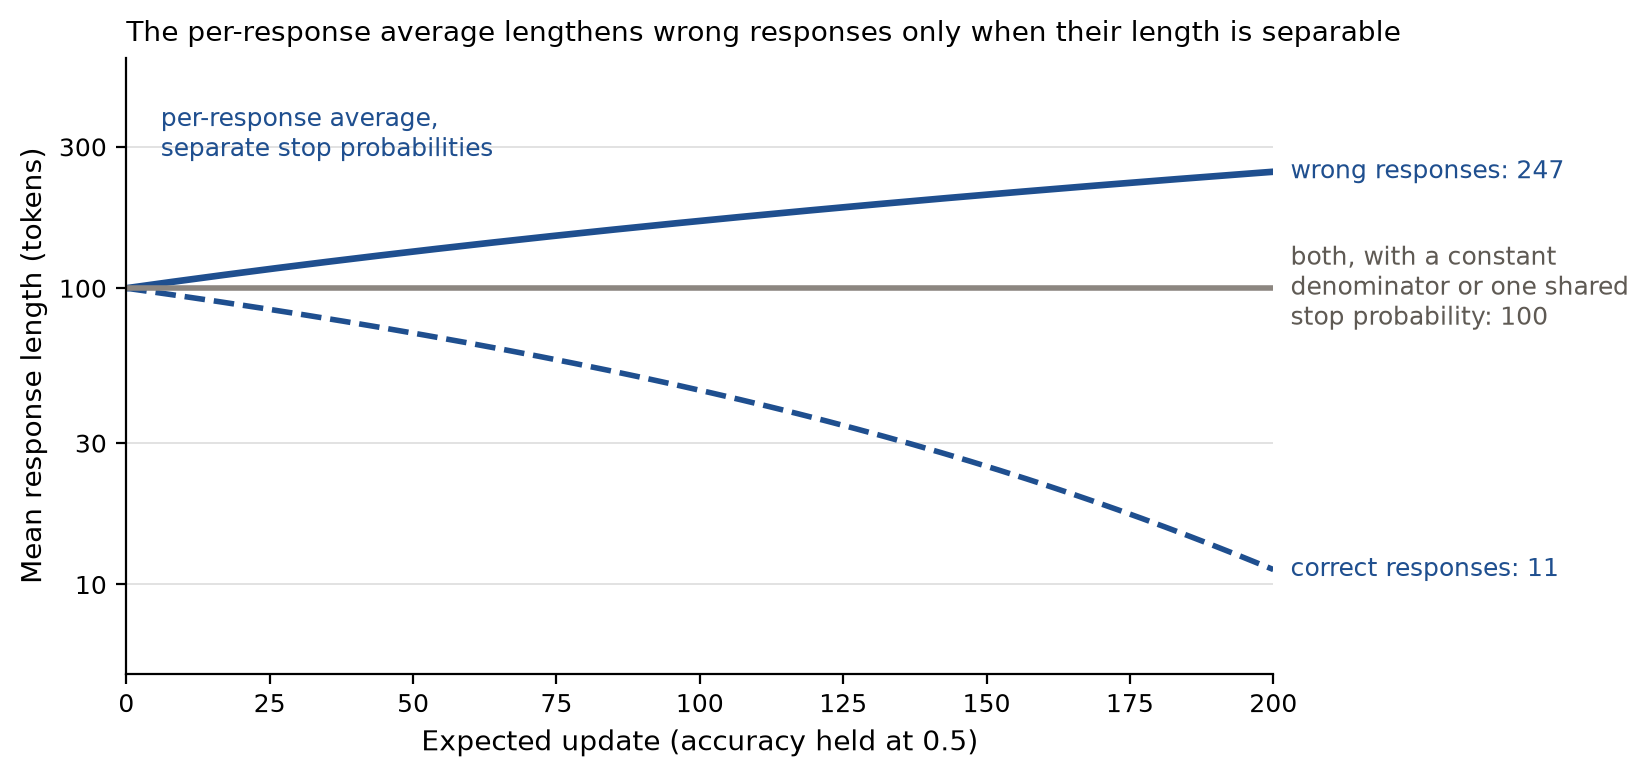 The per-response average lengthens wrong responses only when their length is separable
per-response average,
separate stop probabilities
Mean response length (tokens)
300
100
30
10
wrong responses: 247
both, with a constant
denominator or one shared
stop probability: 100
correct responses: 11
0 25 50 75 100 125 150 175 200
Expected update (accuracy held at 0.5)